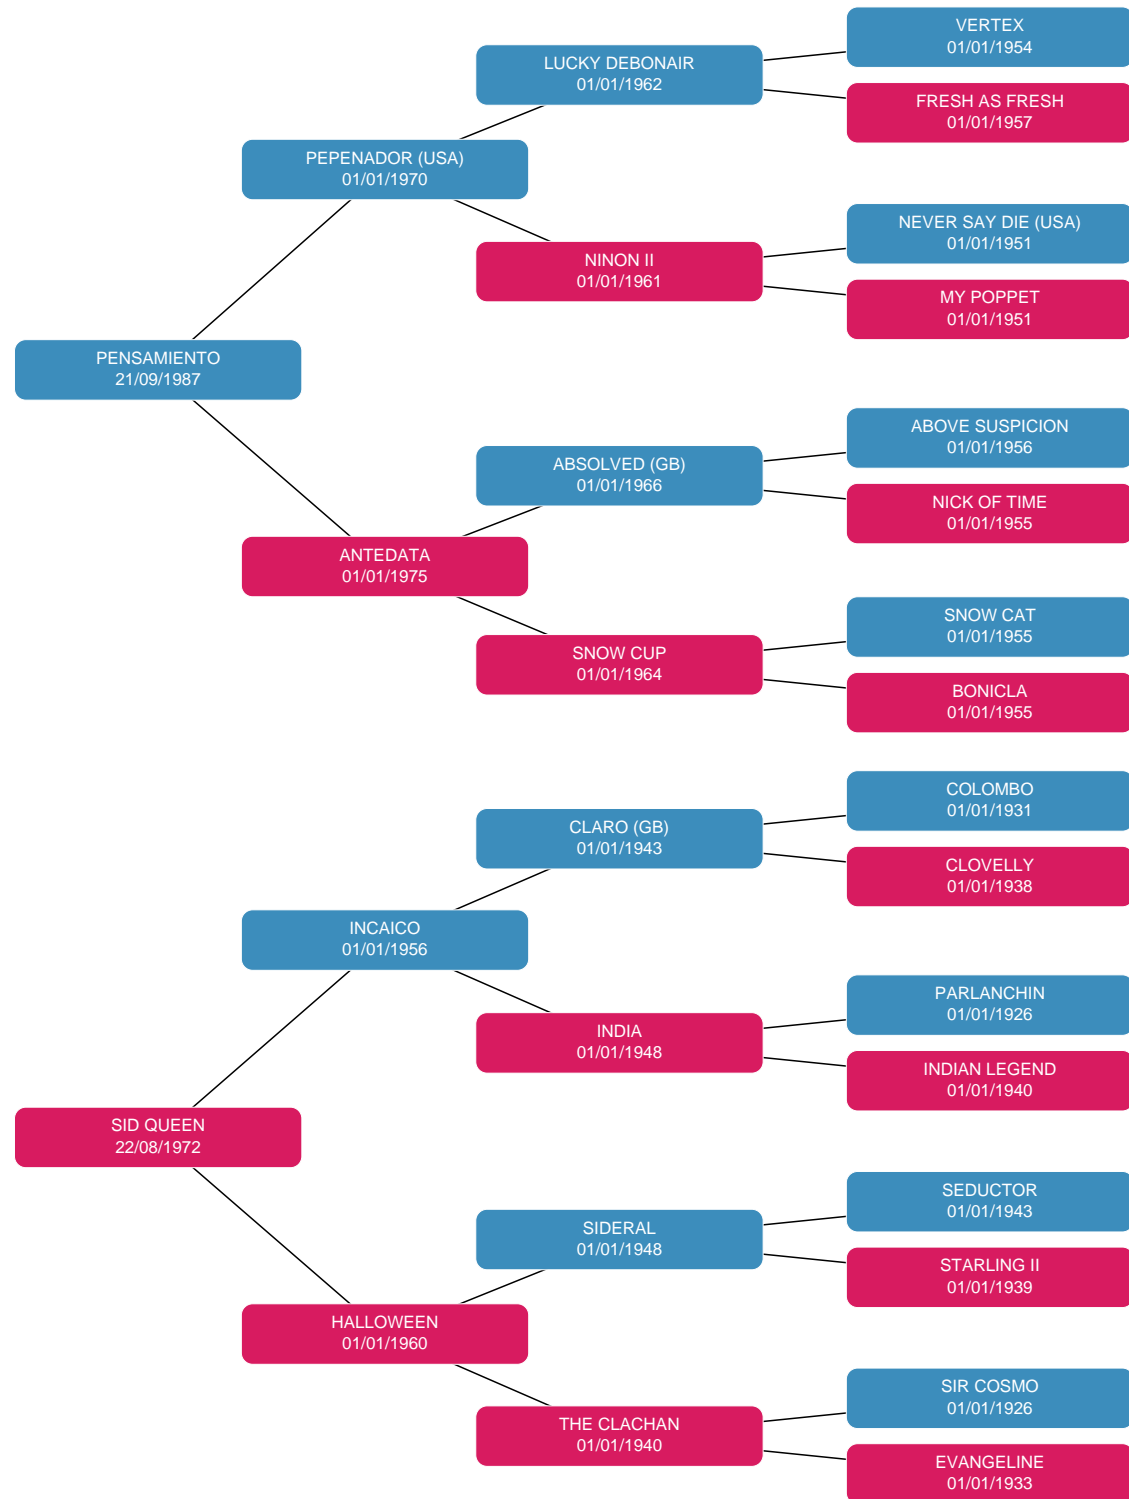 VERTEX
01/01/1954
LUCKY DEBONAIR
01/01/1962
FRESH AS FRESH
01/01/1957
PEPENADOR (USA)
01/01/1970
NEVER SAY DIE (USA)
01/01/1951
NINON II
01/01/1961
MY POPPET
01/01/1951
PENSAMIENTO
21/09/1987
ABOVE SUSPICION
01/01/1956
ABSOLVED (GB)
01/01/1966
NICK OF TIME
01/01/1955
ANTEDATA
01/01/1975
SNOW CAT
01/01/1955
SNOW CUP
01/01/1964
BONICLA
01/01/1955
COLOMBO
01/01/1931
CLARO (GB)
01/01/1943
CLOVELLY
01/01/1938
INCAICO
01/01/1956
PARLANCHIN
01/01/1926
INDIA
01/01/1948
INDIAN LEGEND
01/01/1940
SID QUEEN
22/08/1972
SEDUCTOR
01/01/1943
SIDERAL
01/01/1948
STARLING II
01/01/1939
HALLOWEEN
01/01/1960
SIR COSMO
01/01/1926
THE CLACHAN
01/01/1940
EVANGELINE
01/01/1933